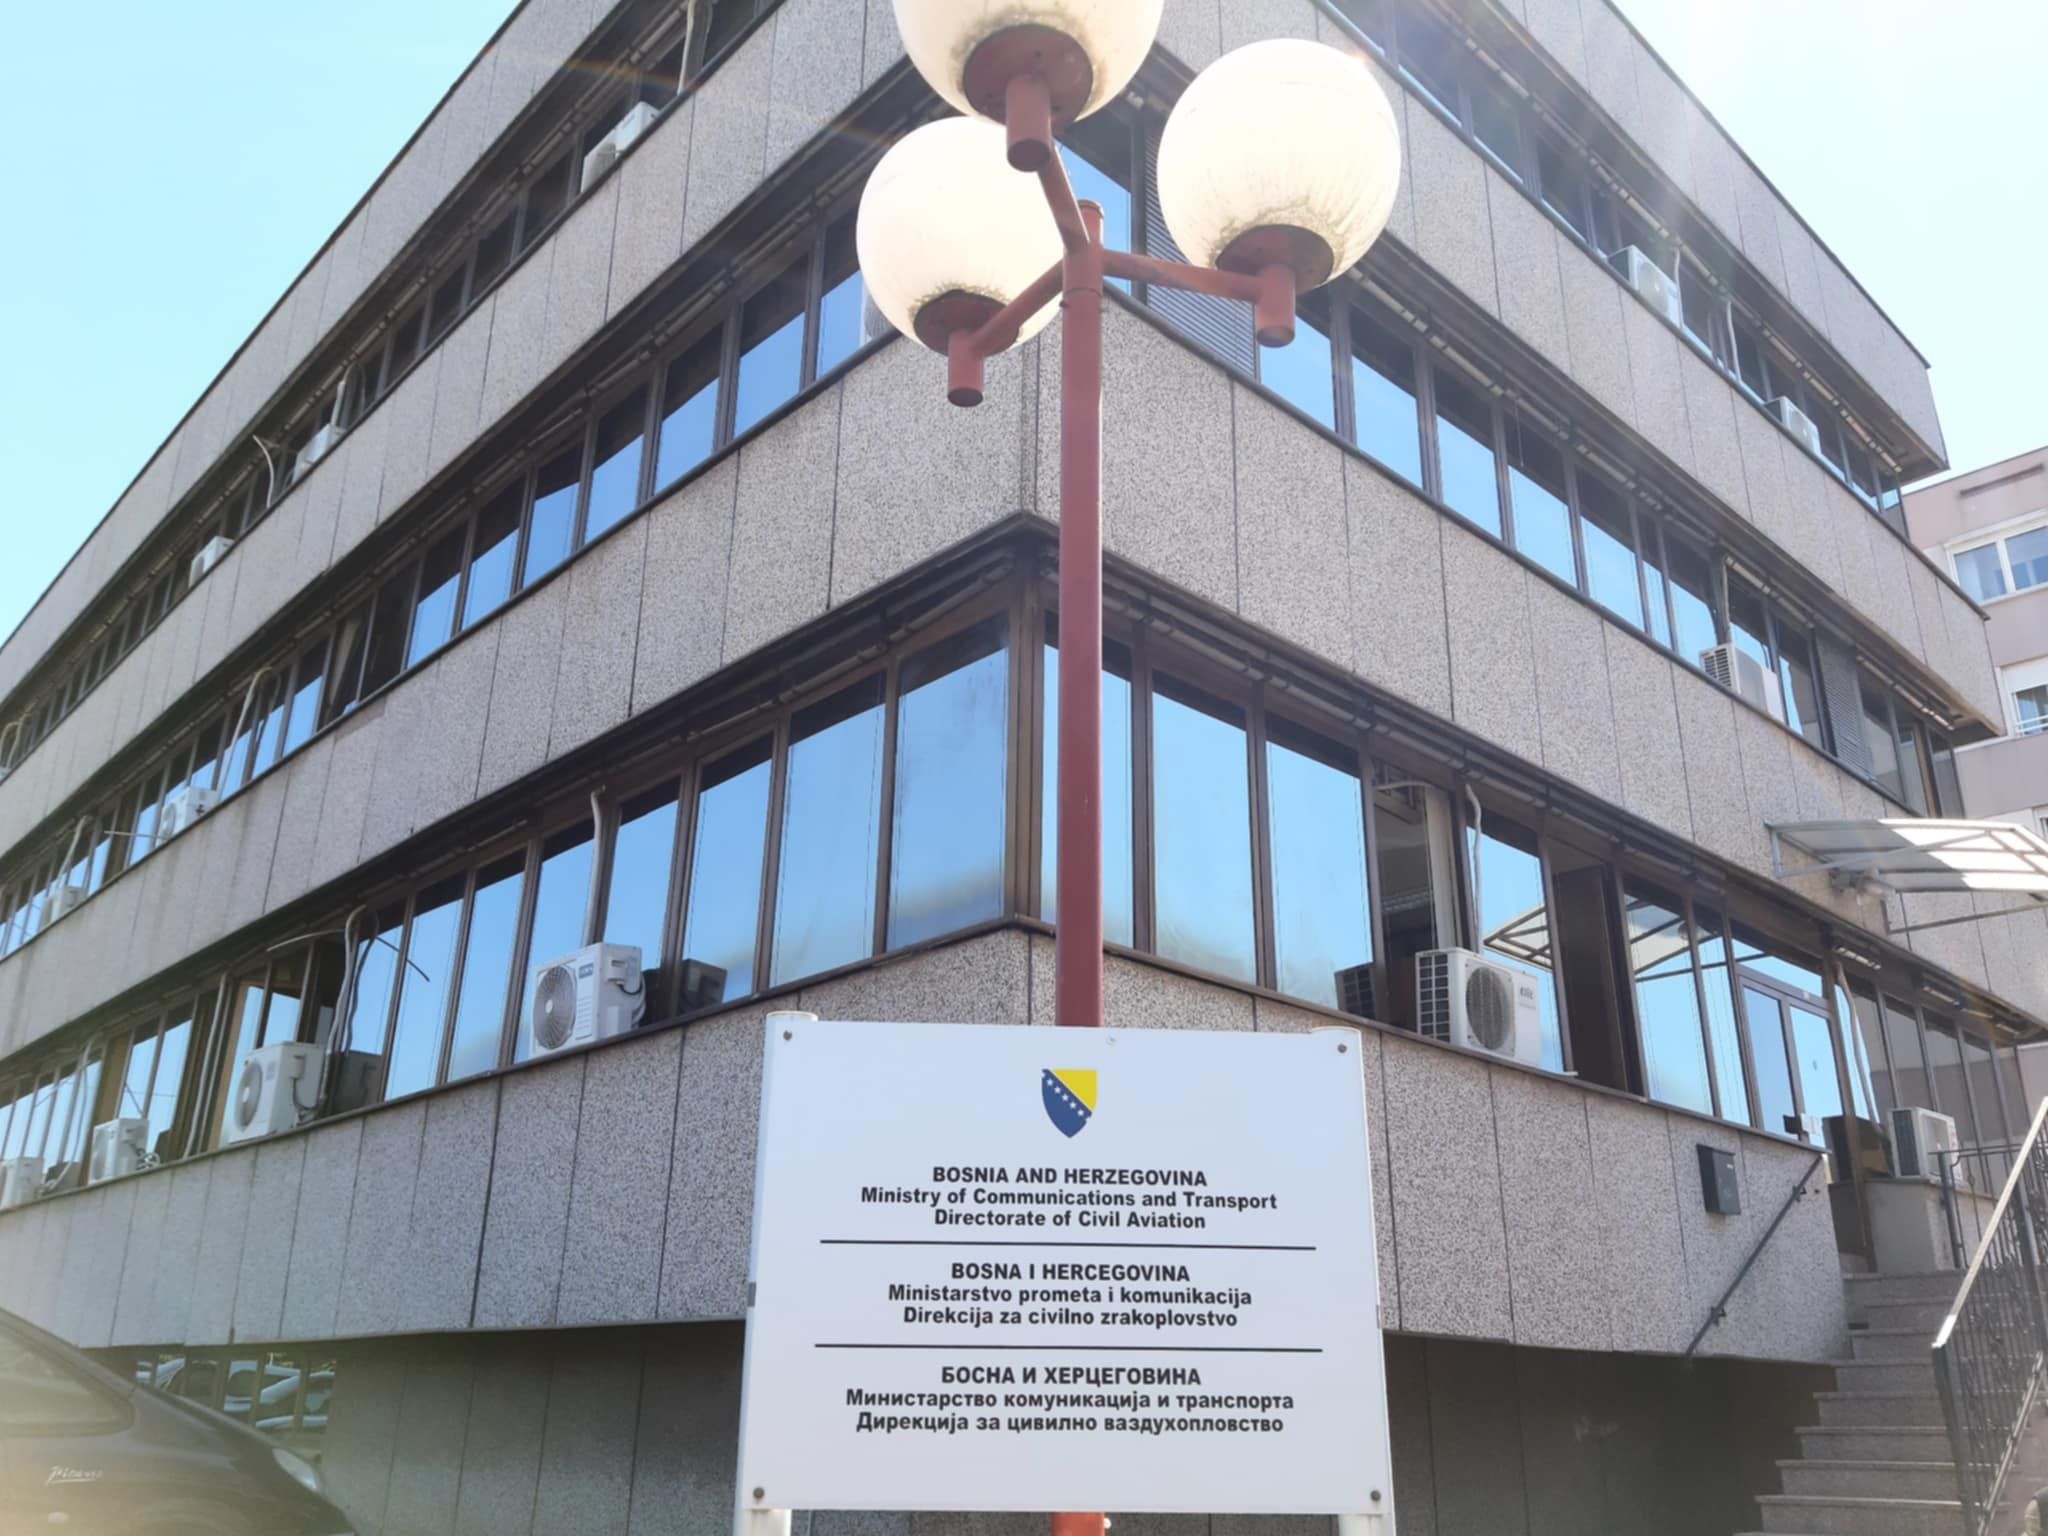 BOSNIA AND HERZEGOVINA
Ministry of Communications and Transport
Directorate of Civil Aviation
BOSNA I HERCEGOVINA
Ministarstvo prometa i komunikacija
Direkcija za civilno zrakoplovstvo
БОСНА И ХЕРЦЕГОВИНА
Министарство комуникација и транспорта
Дирекција за цивилно ваздухопловство